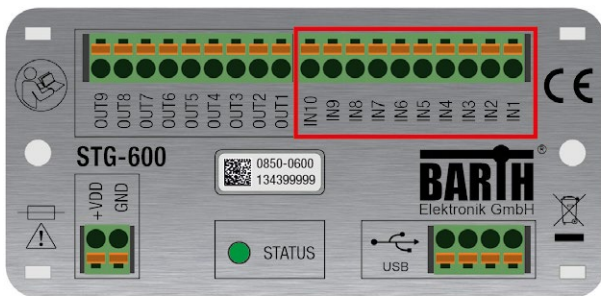 OUT9 OUT8 OUT7 OUT6 OUT5 OUT4 OUT3 OUT2 OUT1 IN10 IN9 IN8 IN7 IN6 IN5 IN4 IN3 IN2 IN1
CE
STG-600
0850-0600
134399999
BARTH®
Elektronik GmbH
+VDD GND
STATUS
USB